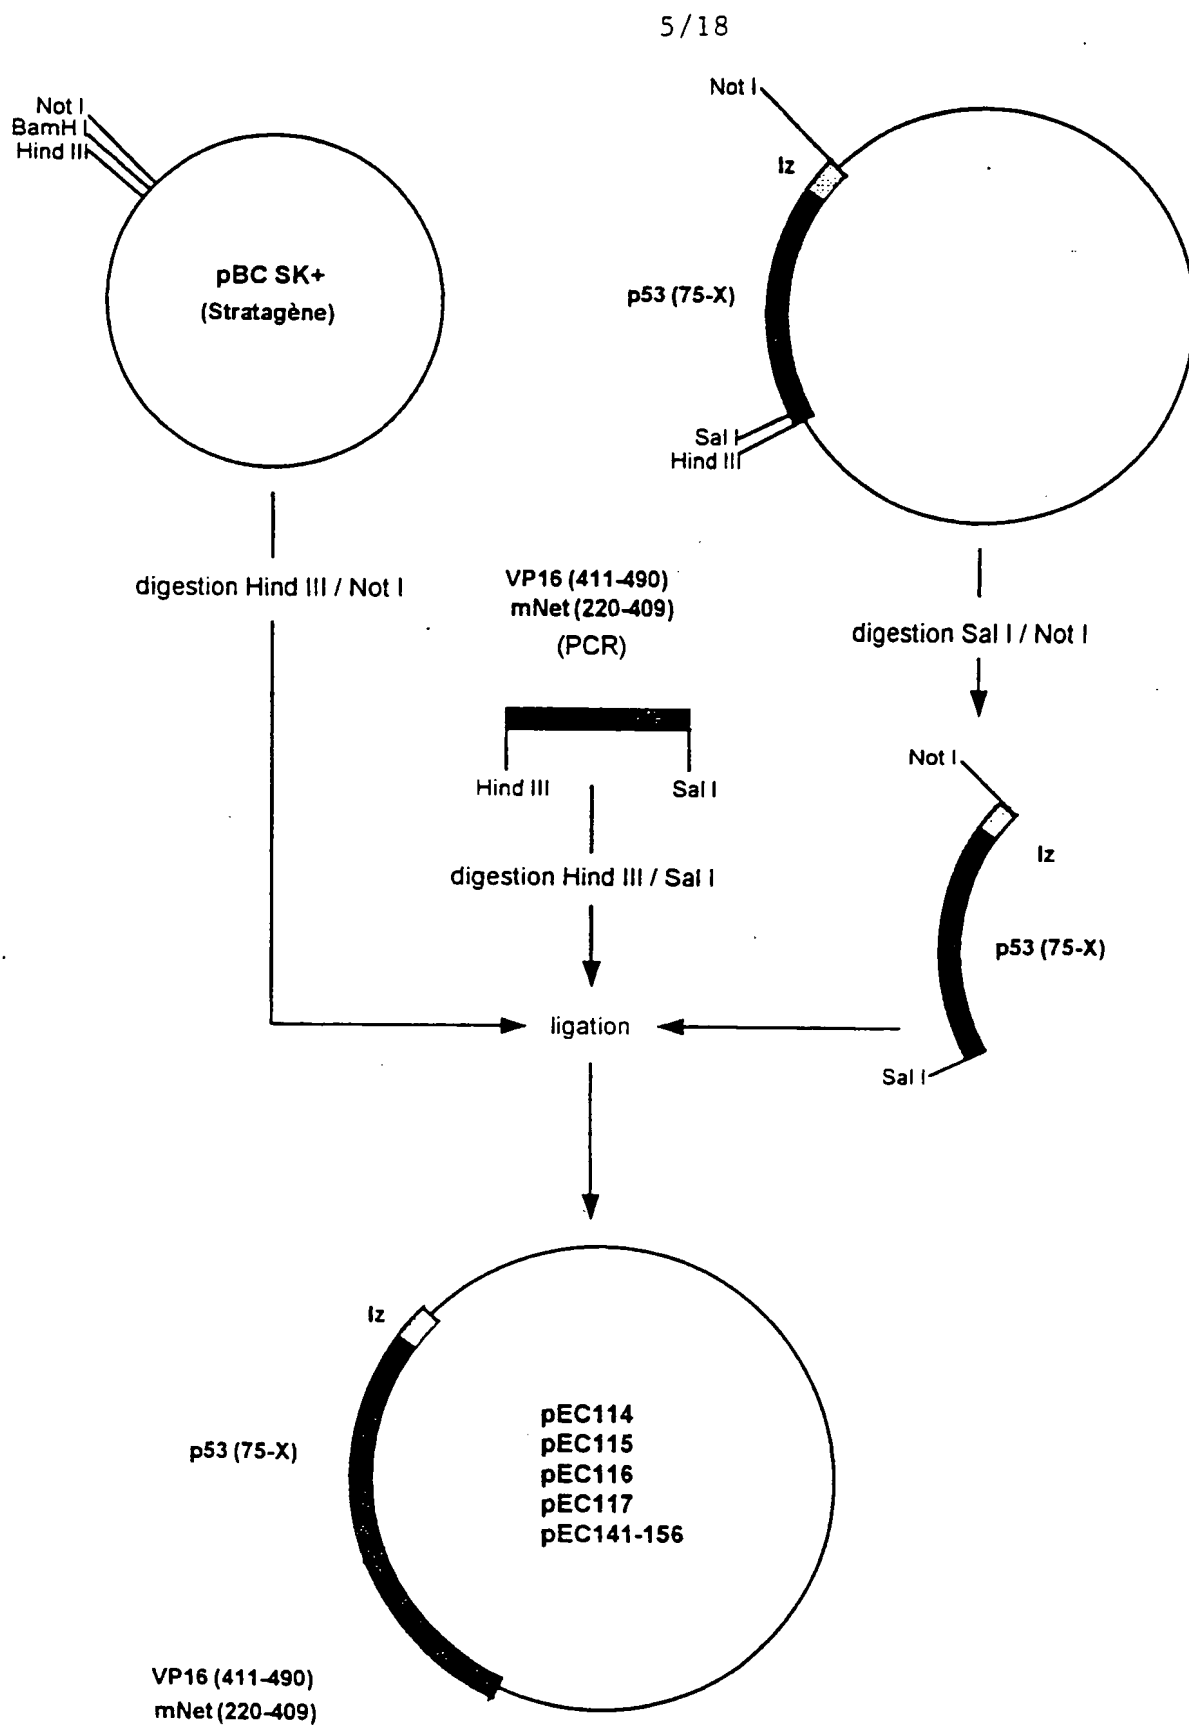 5/18
Not I
BamH I
Hind III
pBC SK+
(Stratagène)
Not I
lz
p53 (75-X)
Sal I
Hind III
digestion Hind III / Not I
VP16 (411-490)
mNet (220-409)
(PCR)
Hind III
Sal I
digestion Hind III / Sal I
digestion Sal I / Not I
Not I
lz
p53 (75-X)
Sal I
ligation
lz
p53 (75-X)
pEC114
pEC115
pEC116
pEC117
pEC141-156
VP16 (411-490)
mNet (220-409)